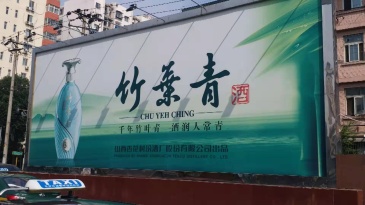 竹葉青
酒
CHU YEH CHING
千年竹叶青 酒润人常青
山西杏花村汾酒厂股份有限公司出品
TAXI